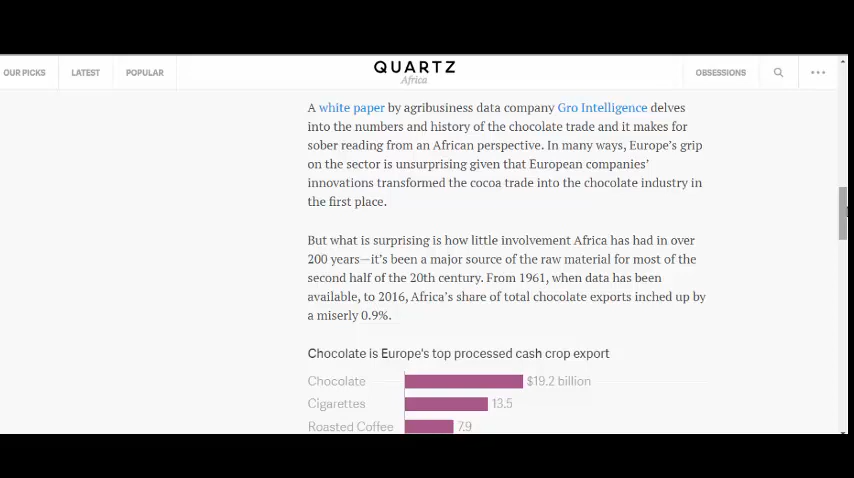 OUR PICKS
LATEST
POPULAR
QUARTZ
Africa
OBSESSIONS
A white paper by agribusiness data company Gro Intelligence delves
into the numbers and history of the chocolate trade and it makes for
sober reading from an African perspective. In many ways, Europe’s grip
on the sector is unsurprising given that European companies’
innovations transformed the cocoa trade into the chocolate industry in
the first place.
But what is surprising is how little involvement Africa has had in over
200 years—it’s been a major source of the raw material for most of the
second half of the 20th century. From 1961, when data has been
available, to 2016, Africa’s share of total chocolate exports inched up by
a miserly 0.9%.
Chocolate is Europe's top processed cash crop export
Chocolate $19.2 billion
Cigarettes 13.5
Roasted Coffee 7.9